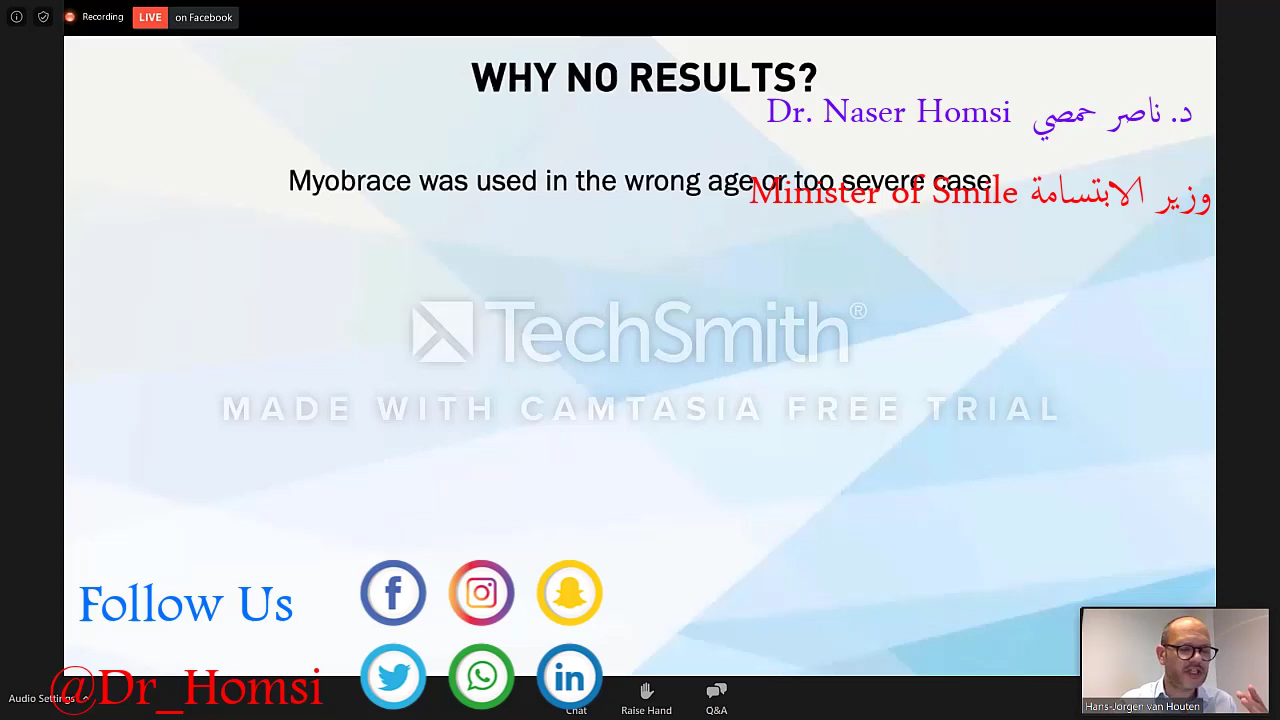 Recording LIVE on Facebook
WHY NO RESULTS?
Dr. Naser Homsi د. ناصر حمصي
Myobrace was used in the wrong age or too severe case
Minister of Smile وزير الابتسامة
TechSmith®
MADE WITH CAMTASIA FREE TRIAL
Follow Us
@Dr_Homsi
in
Audio Settings
Chat
Raise Hand
Q&A
Hans-Jorgen van Houten